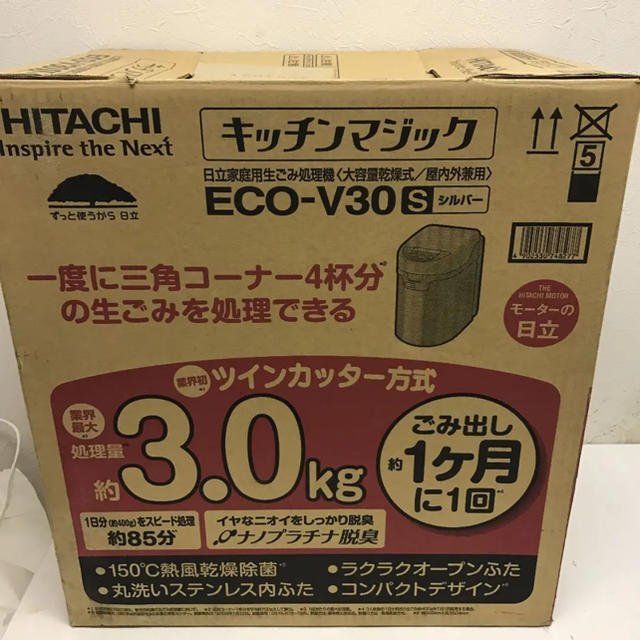 HITACHI
Inspire the Next
ずっと使うから 日立
キッチンマジック
日立家庭用生ごみ処理機〈大容量乾燥式/屋内外兼用〉
ECO-V30 S シルバー
5
一度に三角コーナー4杯分
の生ごみを処理できる
THE
HITACHI MOTOR
モーターの
日立
業界初 ツインカッター方式
業界
最大
処理量
約3.0kg
ごみ出し
約1ヶ月
に1回
1日分(約400g)をスピード処理
約85分
イヤなニオイをしっかり脱臭
ナノプラチナ脱臭
●150℃熱風乾燥除菌
●ラクラクオープンふた
●丸洗いステンレス内ふた
●コンパクトデザイン